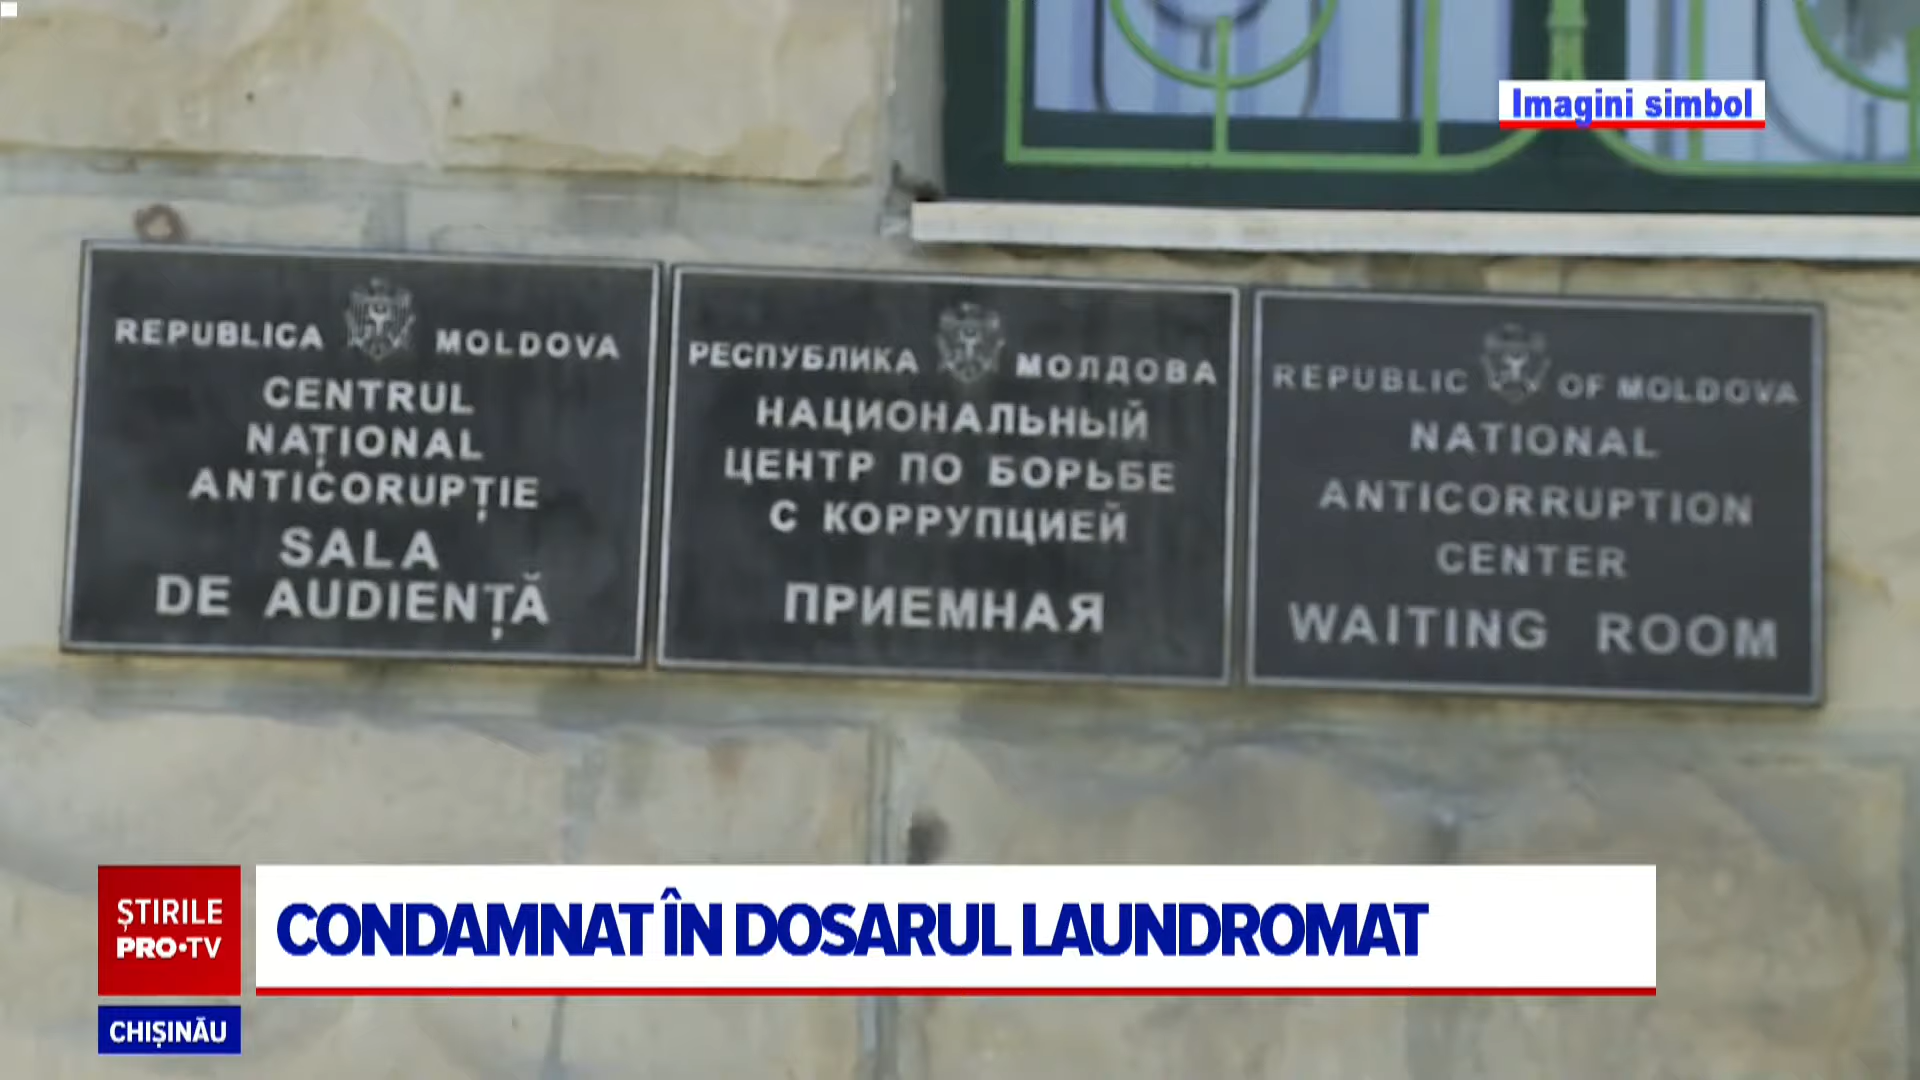 Imagini simbol
REPUBLICA MOLDOVA
CENTRUL
NAȚIONAL
ANTICORUPȚIE
SALA
DE AUDIENȚĂ
РЕСПУБЛИКА МОЛДОВА
НАЦИОНАЛЬНЫЙ
ЦЕНТР ПО БОРЬБЕ
С КОРРУПЦИЕЙ
ПРИЕМНАЯ
REPUBLIC OF MOLDOVA
NATIONAL
ANTICORRUPTION
CENTER
WAITING ROOM
ȘTIRILE
PRO•TV
CONDAMNAT ÎN DOSARUL LAUNDROMAT
CHIȘINĂU